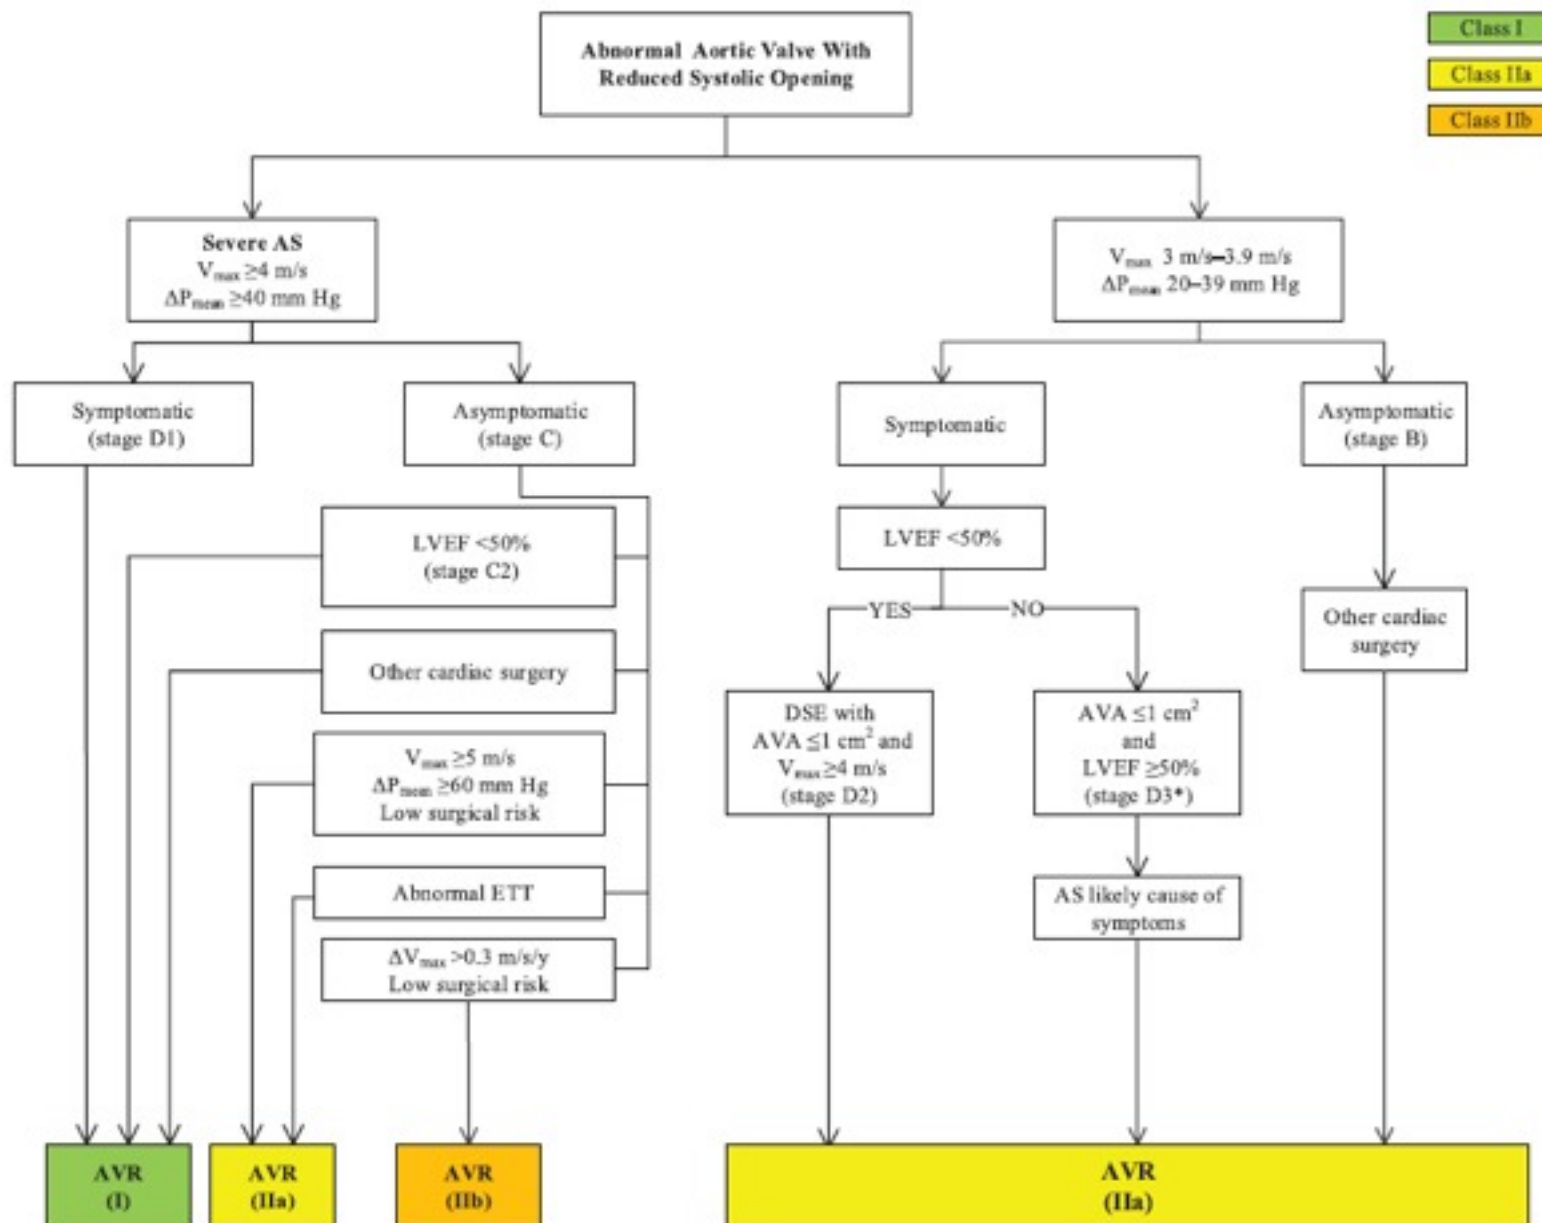 Abnormal Aortic Valve With
Reduced Systolic Opening
Class I
Class IIa
Class IIb
Severe AS
Vmax ≥4 m/s
ΔPmean ≥40 mm Hg
Vmax 3 m/s–3.9 m/s
ΔPmean 20–39 mm Hg
Symptomatic
(stage D1)
Asymptomatic
(stage C)
Symptomatic
Asymptomatic
(stage B)
LVEF <50%
(stage C2)
LVEF <50%
YES
NO
Other cardiac surgery
Other cardiac
surgery
Vmax ≥5 m/s
ΔPmean ≥60 mm Hg
Low surgical risk
DSE with
AVA ≤1 cm²and
Vmax ≥4 m/s
(stage D2)
AVA ≤1 cm²
and
LVEF ≥50%
(stage D3*)
Abnormal ETT
AS likely cause of
symptoms
ΔVmax >0.3 m/s/y
Low surgical risk
AVR
(I)
AVR
(IIa)
AVR
(IIb)
AVR
(IIa)